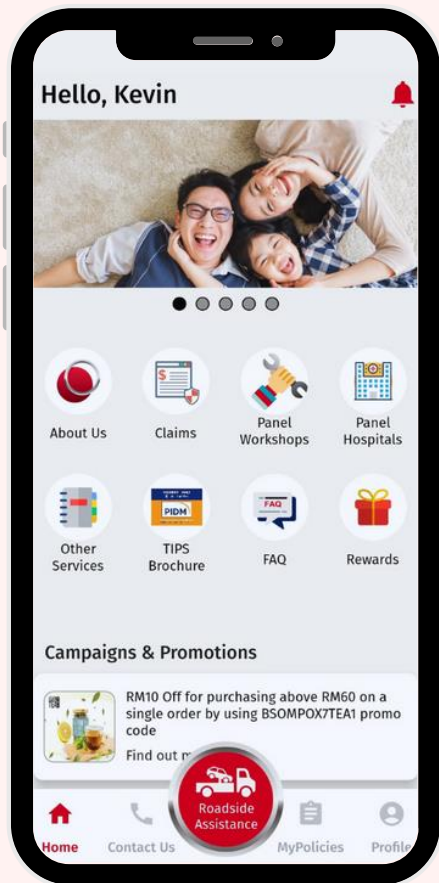 Hello, Kevin
About Us
Claims
Panel
Workshops
Panel
Hospitals
Other
Services
PIDM
TIPS
Brochure
FAQ
FAQ
Rewards
Campaigns & Promotions
RM10 Off for purchasing above RM60 on a
single order by using BSOMPOX7TEA1 promo
code
Find out
Roadside
Assistance
Home
Contact Us
MyPolicies
Profile